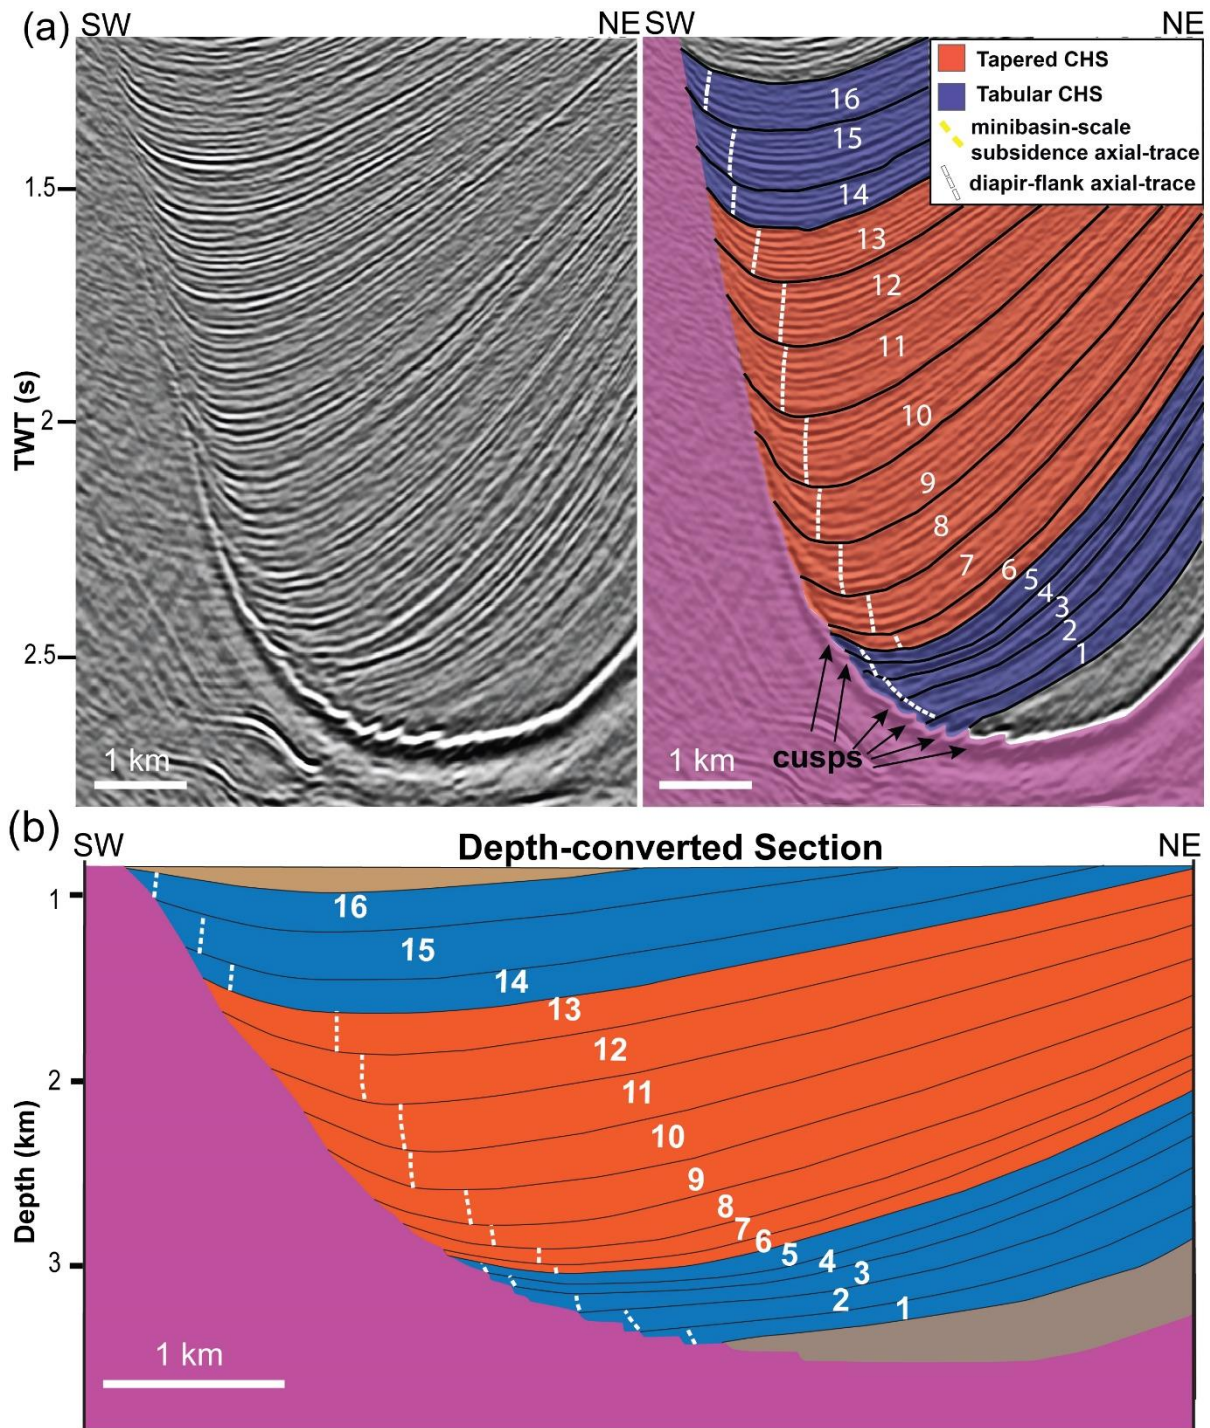 (a) SW NE SW NE
Tapered CHS
Tabular CHS
minibasin-scale
subsidence axial-trace
diapir-flank axial-trace
16
15
14
13
12
11
10
9
8
7
6
5
4
3
2
1
1.5
2
2.5
TWT (s)
cusps
1 km
1 km
(b)
SW Depth-converted Section NE
1
2
3
Depth (km)
16
15
14
13
12
11
10
9
8
7
6
5
4
3
2
1
1 km